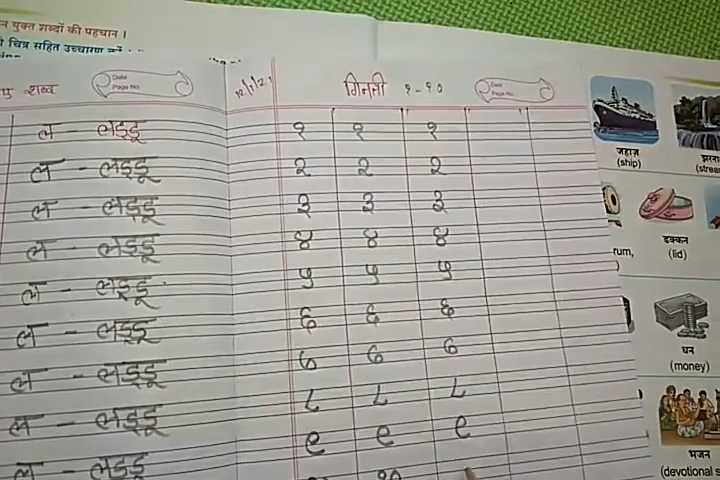 युक्त शब्दों की पहचान ।
चित्र सहित उच्चारण
शब्द
Date
Page No.
ल - लड्डू
ल - लड्डू
ल - लड्डू
ल - लड्डू
ल - लड्डू
ल - लड्डू
ल - लड्डू
ल - लड्डू
ल - लड्डू
गिनती १-१०
Date
Page No.
१ १ १
२ २ २
३ ३ ३
४ ४ ४
५ ५ ५
६ ६ ६
७ ७ ७
८ ८ ८
९ ९ ९
१०
जहाज़
(ship)
झरना
ढक्कन
(lid)
धन
(money)
भजन
(devotional